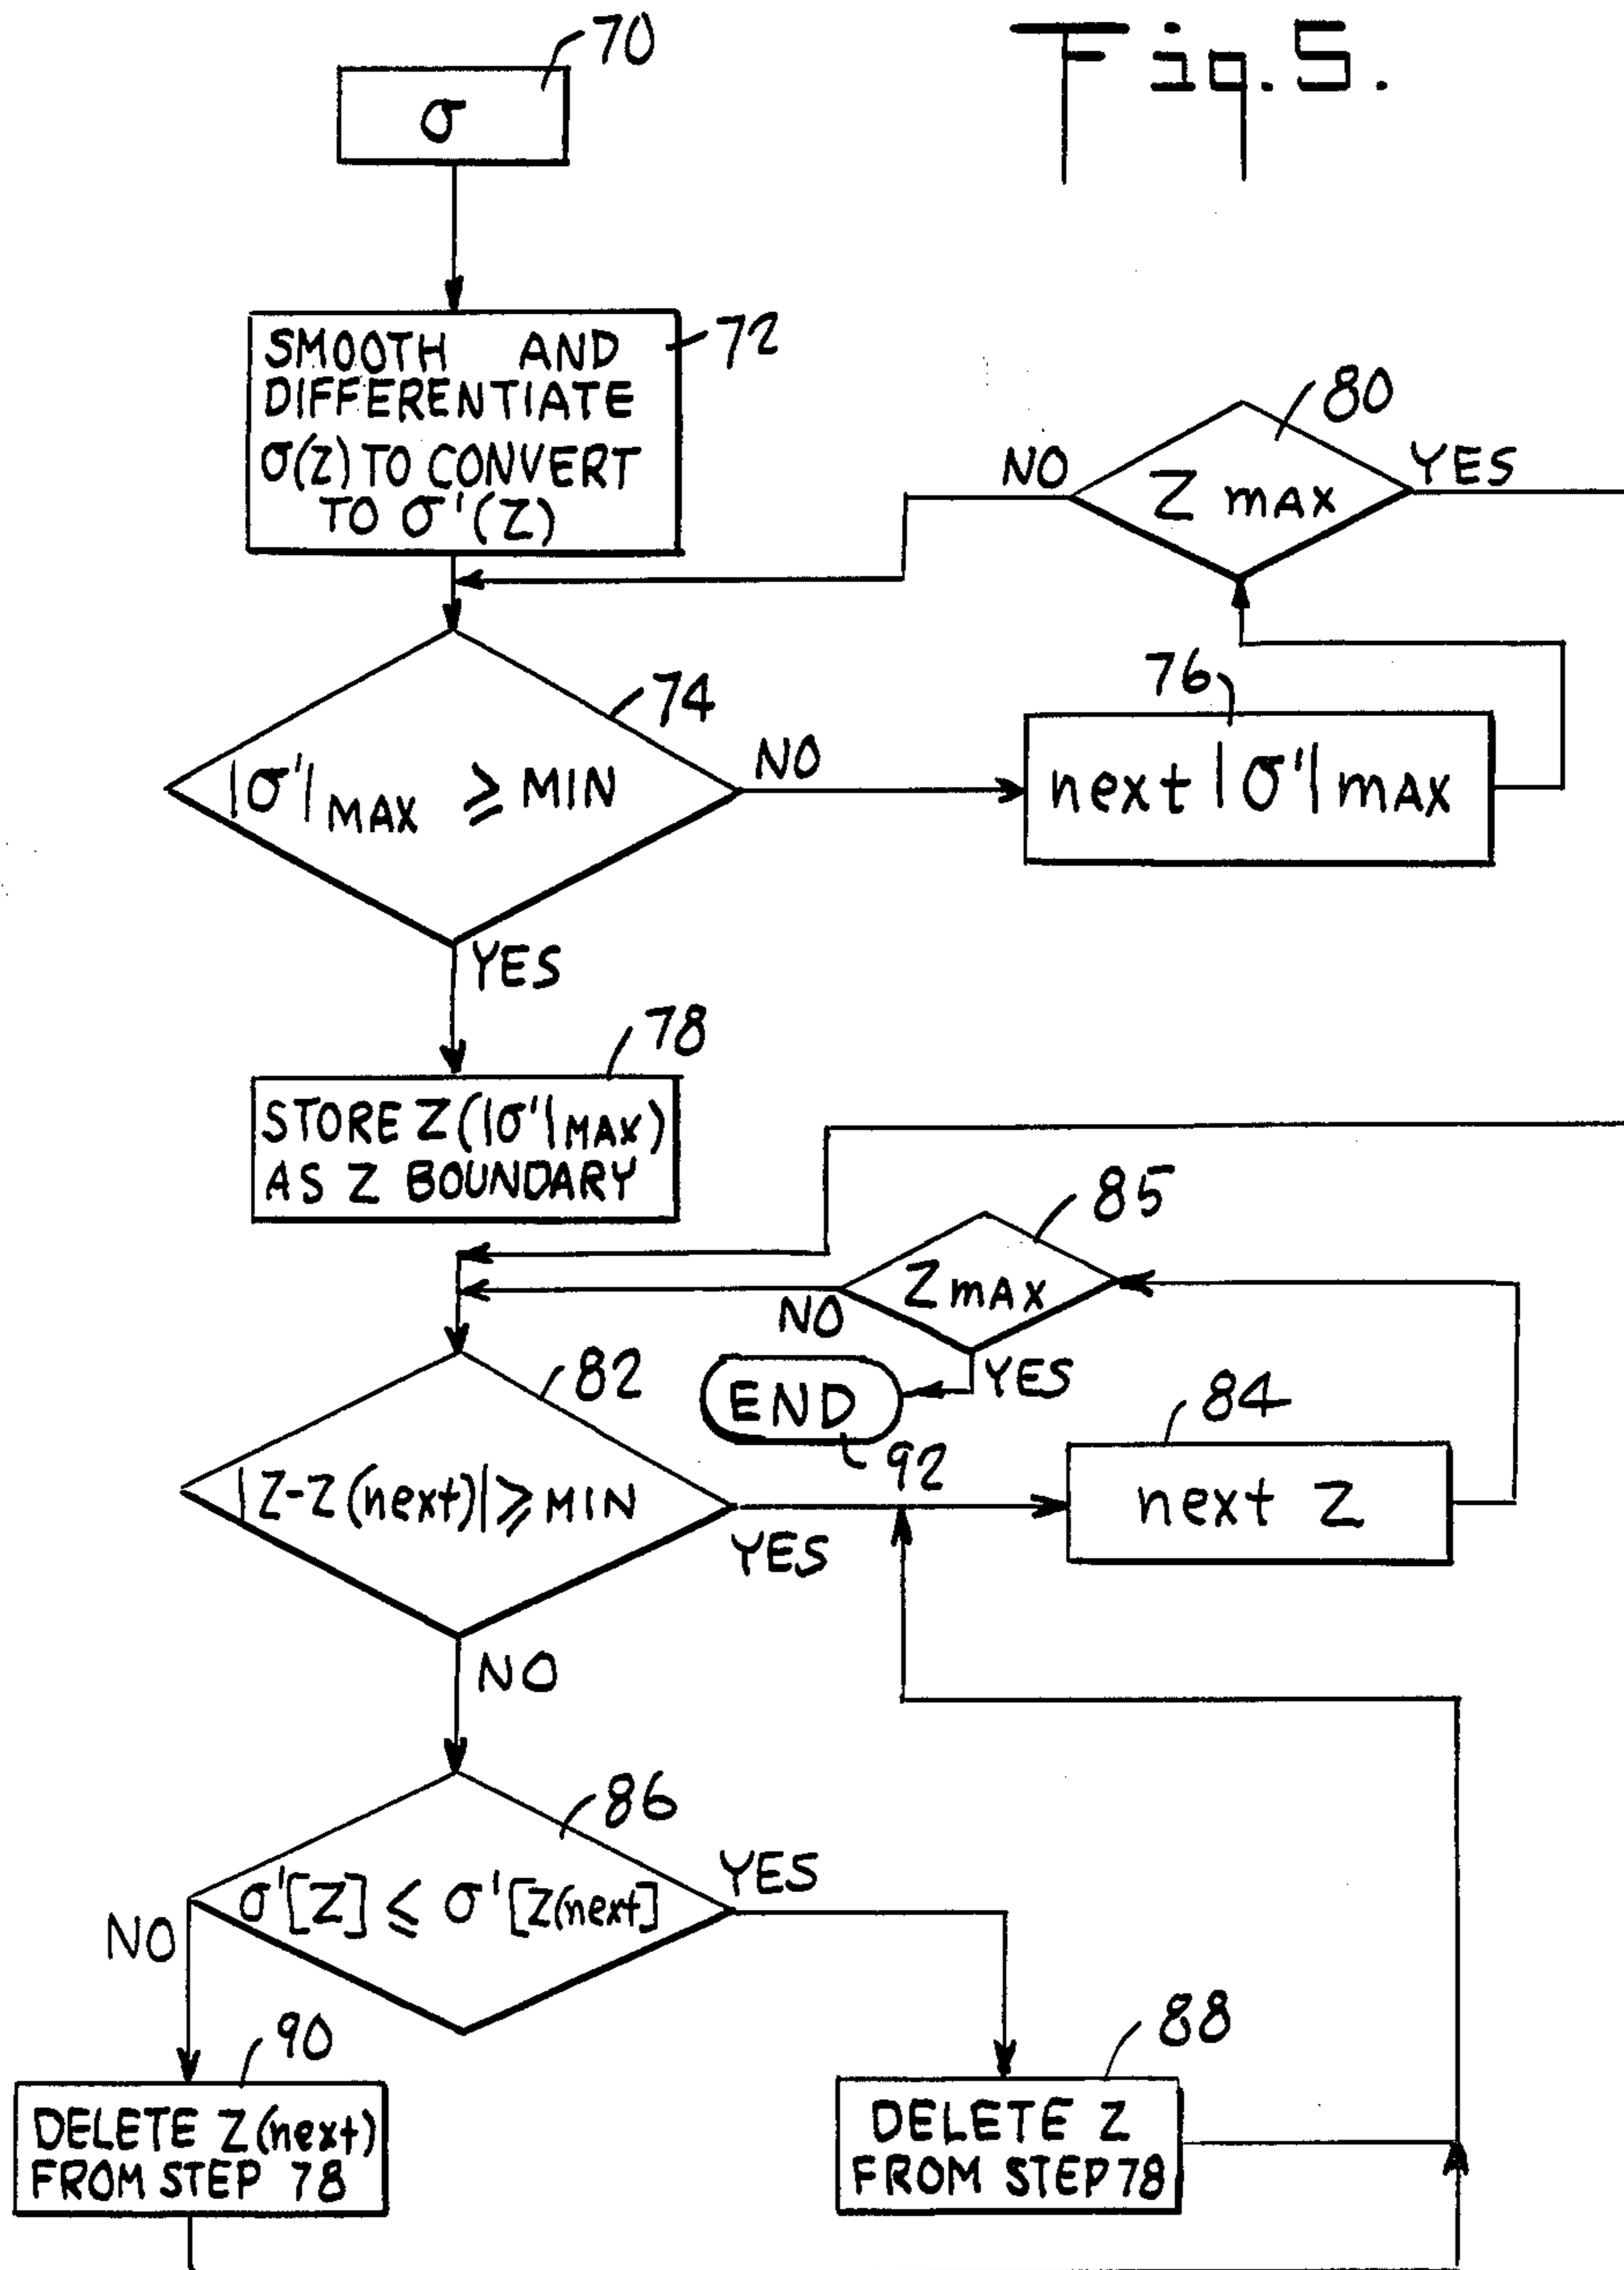 Fig. 5.
70
σ
72
SMOOTH AND
DIFFERENTIATE
σ(Z) TO CONVERT
TO σ'(Z)
80
NO
Z MAX
YES
74
|σ'| MAX ≥ MIN
NO
76
next |σ'| MAX
YES
78
STORE Z(|σ'| MAX)
AS Z BOUNDARY
85
Z MAX
NO
YES
END
92
82
|Z-Z(next)| ≥ MIN
YES
84
next Z
NO
86
σ'[Z] ≤ σ'[Z(next]
YES
NO
90
DELETE Z(next)
FROM STEP 78
88
DELETE Z
FROM STEP 78